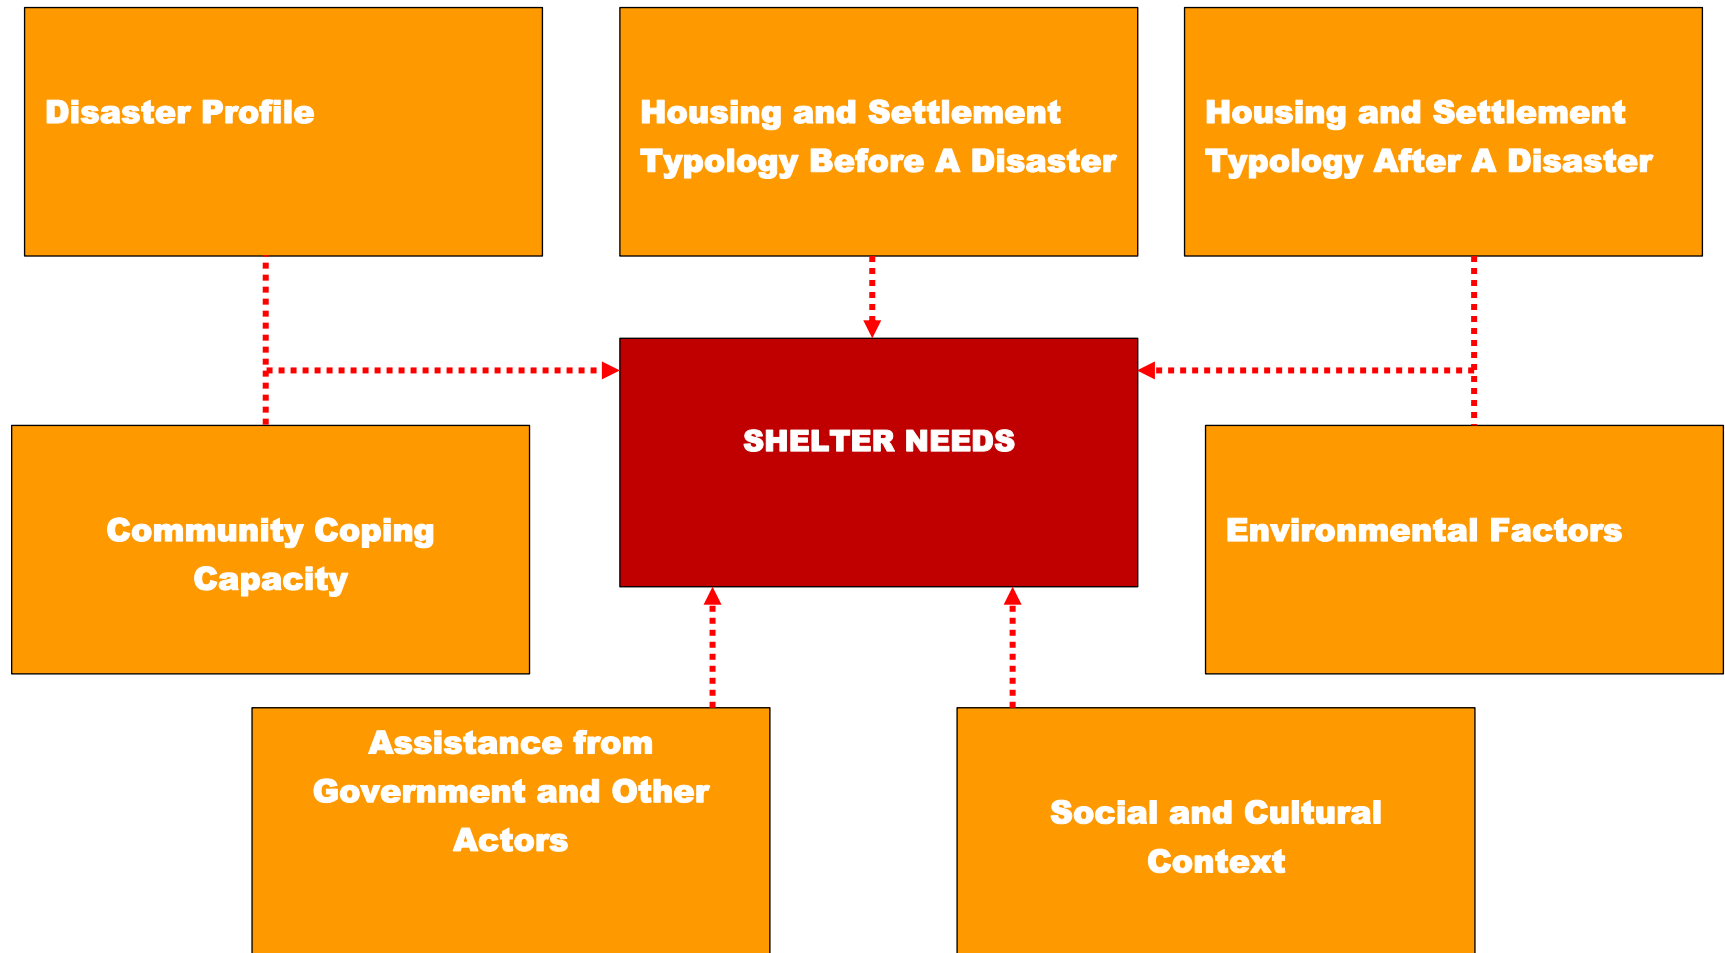 Disaster Profile
Housing and Settlement
Typology Before A Disaster
Housing and Settlement
Typology After A Disaster
SHELTER NEEDS
Community Coping
Capacity
Environmental Factors
Assistance from
Government and Other
Actors
Social and Cultural
Context